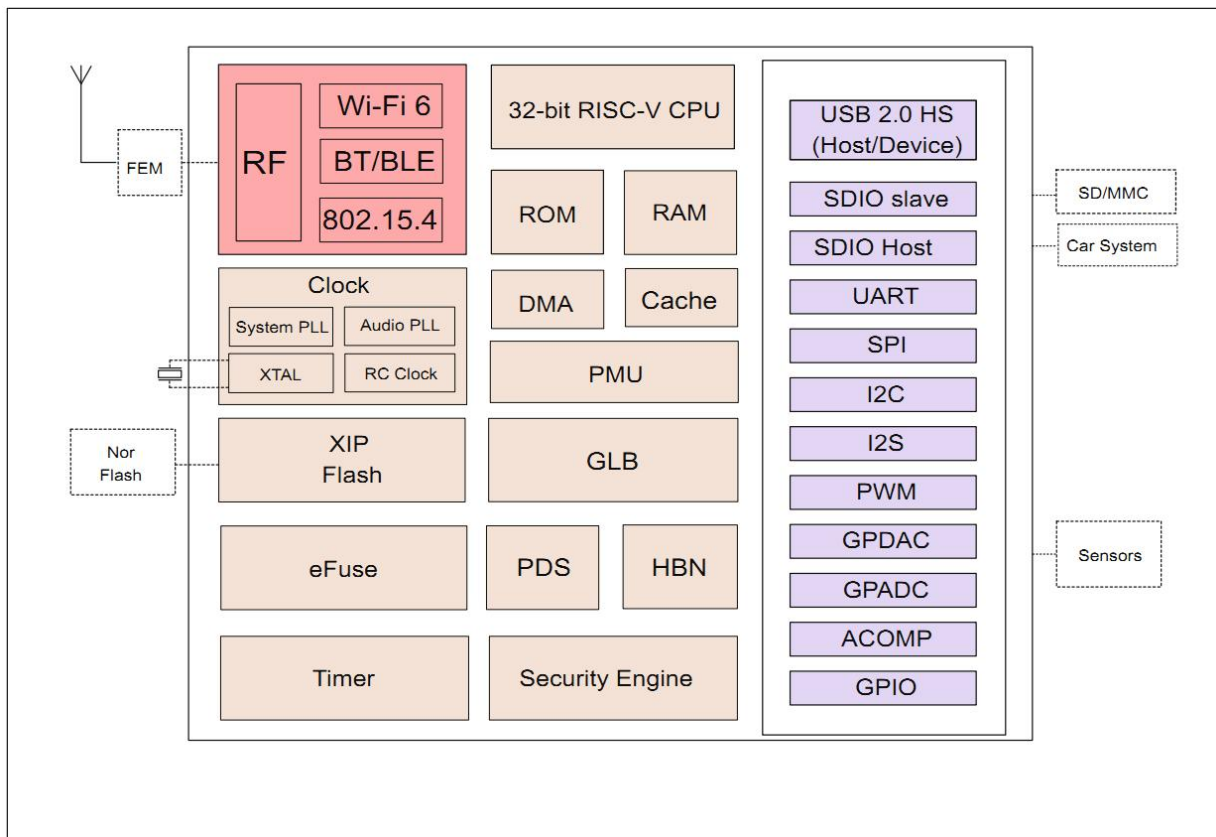 FEM
RF
Wi-Fi 6
BT/BLE
802.15.4
Clock
System PLL
Audio PLL
XTAL
RC Clock
Nor
Flash
XIP
Flash
eFuse
Timer
32-bit RISC-V CPU
ROM
RAM
DMA
Cache
PMU
GLB
PDS
HBN
Security Engine
USB 2.0 HS
(Host/Device)
SDIO slave
SDIO Host
UART
SPI
I2C
I2S
PWM
GPDAC
GPADC
ACOMP
GPIO
SD/MMC
Car System
Sensors